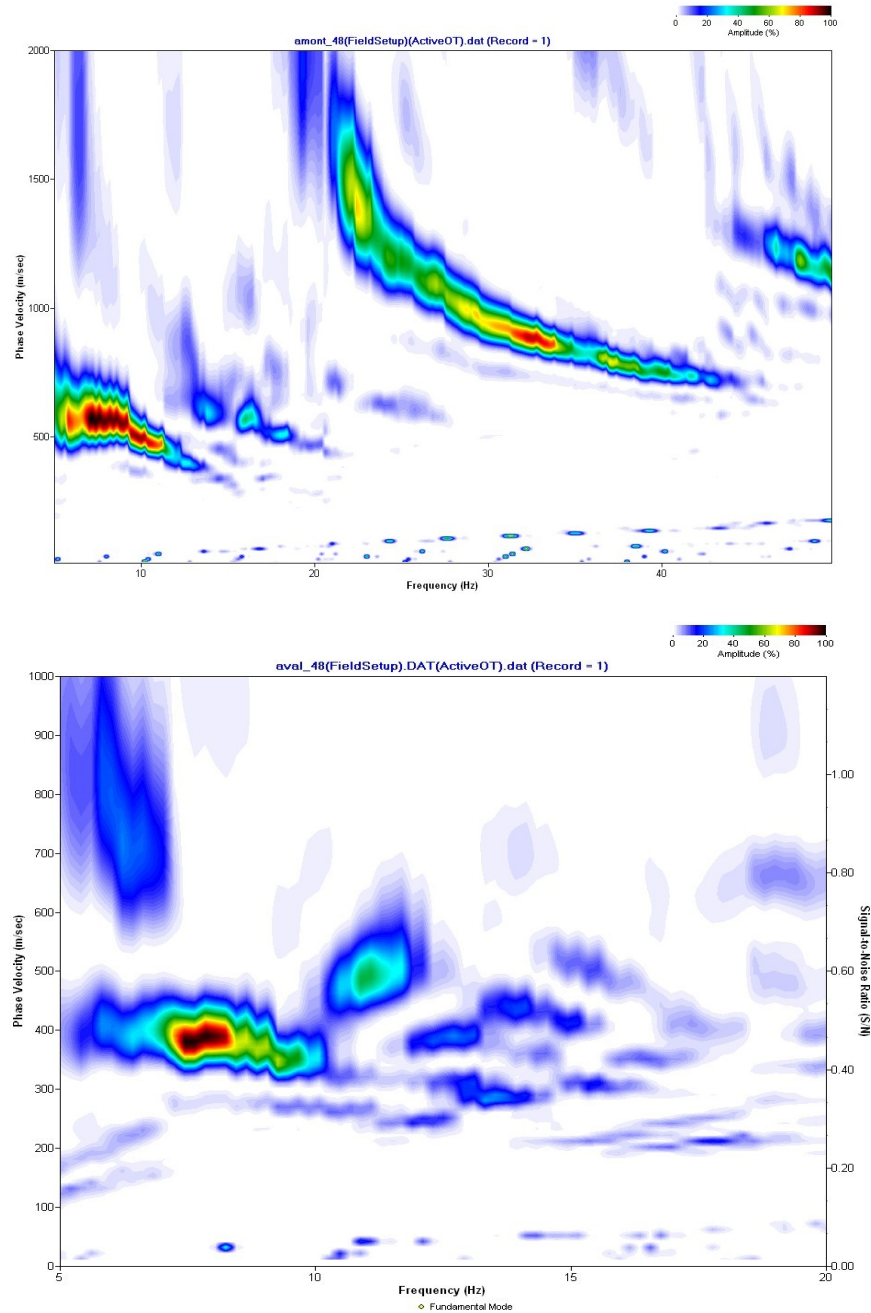 0 20 40 60 80 100
Amplitude (%)
amont_48(FieldSetup)(ActiveOT).dat (Record = 1)
2000
1500
1000
500
Phase Velocity (m/sec)
10 20 30 40
Frequency (Hz)
0 20 40 60 80 100
Amplitude (%)
aval_48(FieldSetup).DAT(ActiveOT).dat (Record = 1)
1000
900
800
700
600
500
400
300
200
100
0
Phase Velocity (m/sec)
1.00
0.80
0.60
0.40
0.20
0.00
Signal-to-Noise Ratio (S/N)
5 10 15 20
Frequency (Hz)
Fundamental Mode